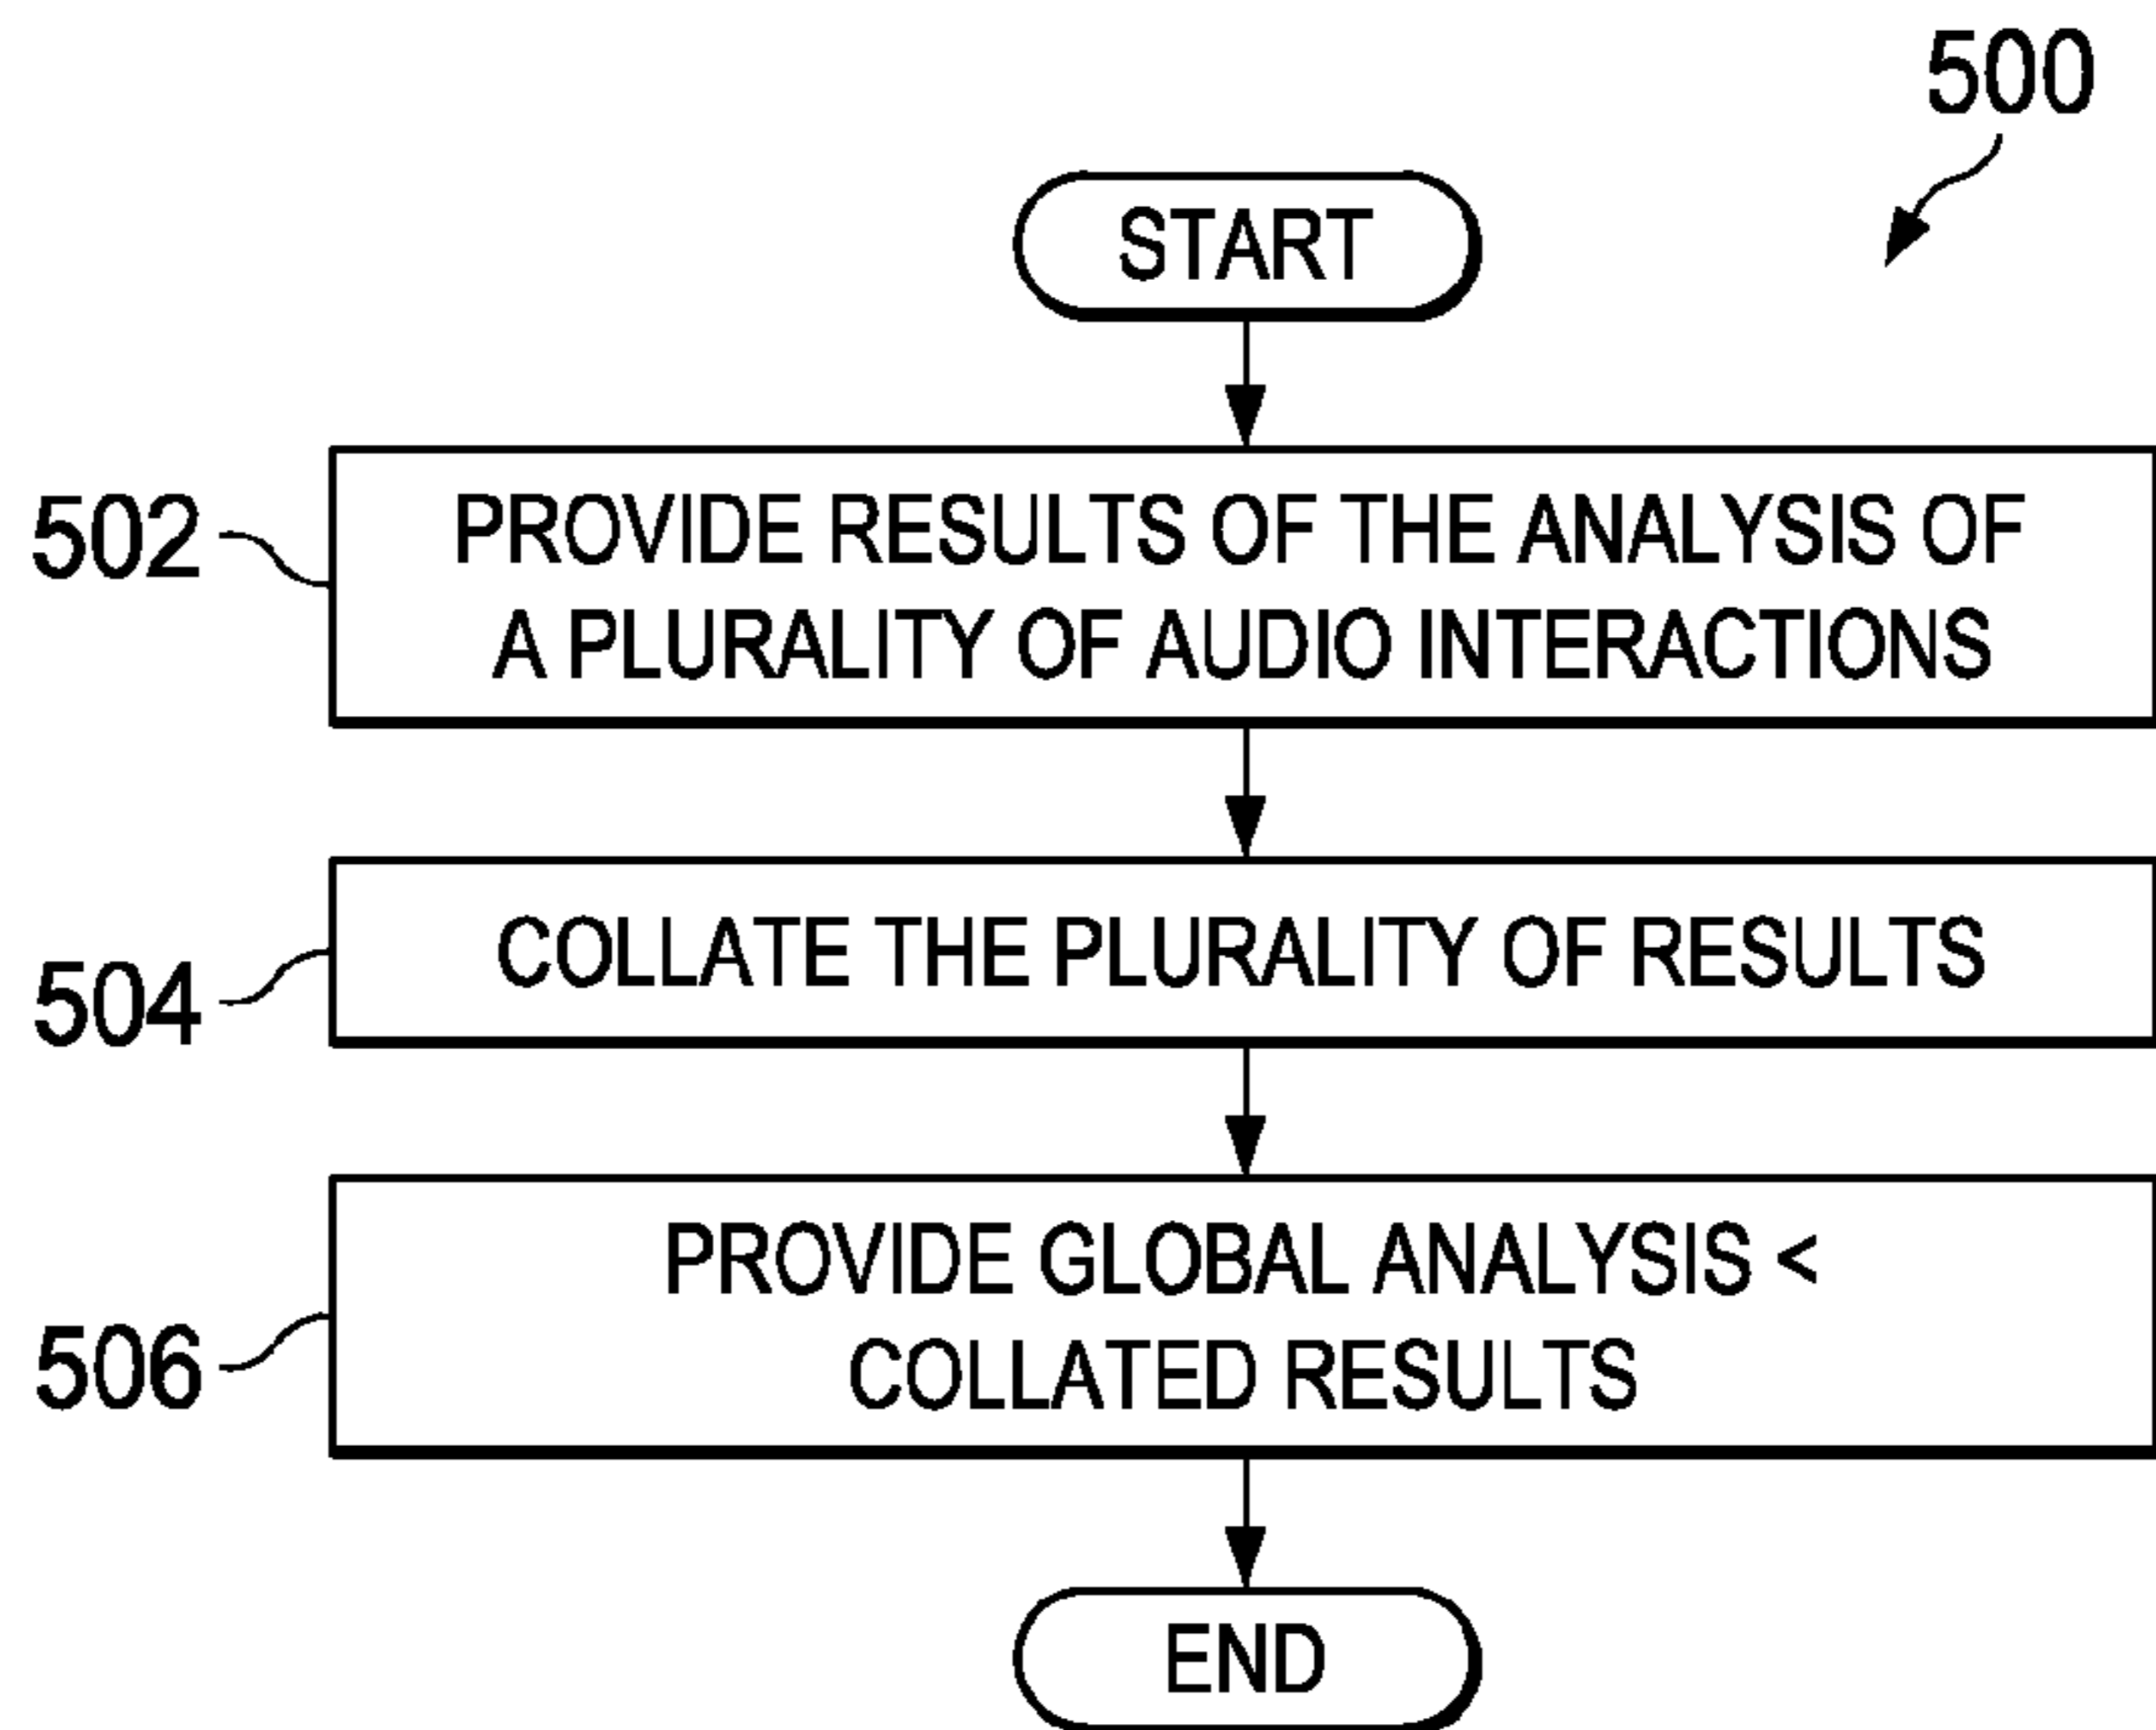 500
START
502
PROVIDE RESULTS OF THE ANALYSIS OF
A PLURALITY OF AUDIO INTERACTIONS
504
COLLATE THE PLURALITY OF RESULTS
506
PROVIDE GLOBAL ANALYSIS <
COLLATED RESULTS
END